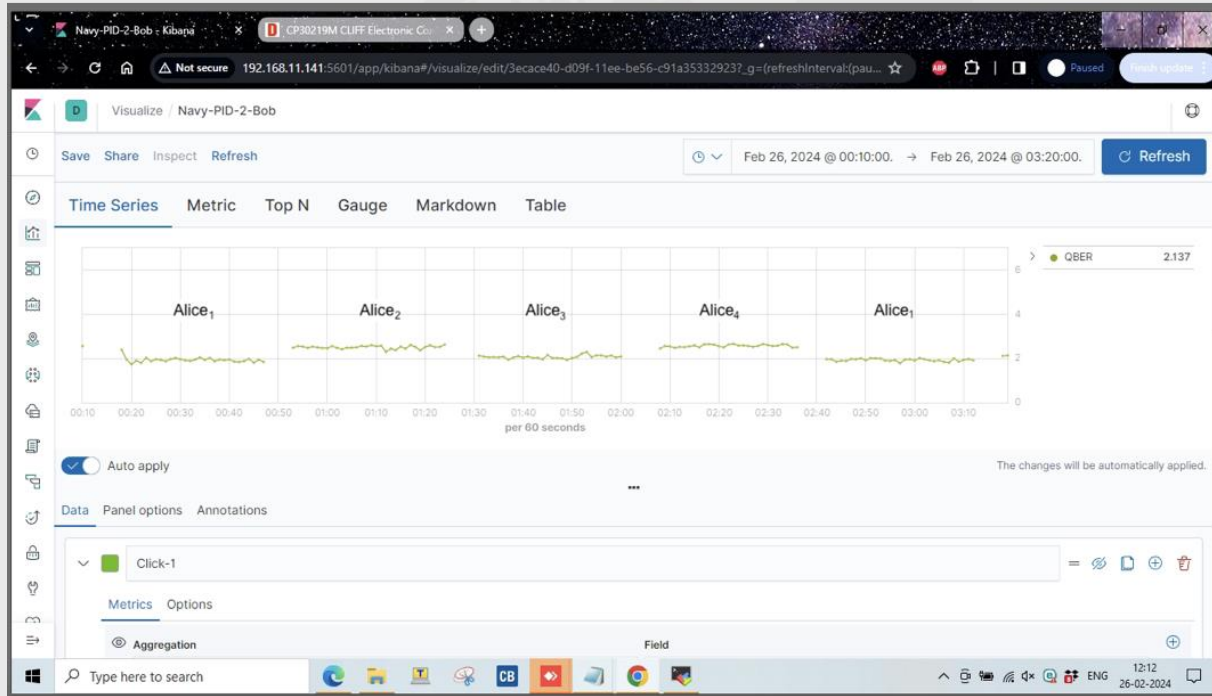 Navy-PID-2-Bob - Kibana
CP30219M CLIFF Electronic Co
Not secure 192.168.11.141:5601/app/kibana#/visualize/edit/3ecace40-d09f-11ee-be56-c91a35332923?_g=(refreshInterval:(pau...
ABP
Paused
Finish update
D Visualize / Navy-PID-2-Bob
Save Share Inspect Refresh
Feb 26, 2024 @ 00:10:00. → Feb 26, 2024 @ 03:20:00.
Refresh
Time Series Metric Top N Gauge Markdown Table
QBER 2.137
6
Alice₁ Alice₂ Alice₃ Alice₄ Alice₁
4
2
0
00:10 00:20 00:30 00:40 00:50 01:00 01:10 01:20 01:30 01:40 01:50 02:00 02:10 02:20 02:30 02:40 02:50 03:00 03:10
per 60 seconds
Auto apply
The changes will be automatically applied.
Data Panel options Annotations
Click-1
Metrics Options
Aggregation Field
Type here to search
CB
ENG
12:12
26-02-2024